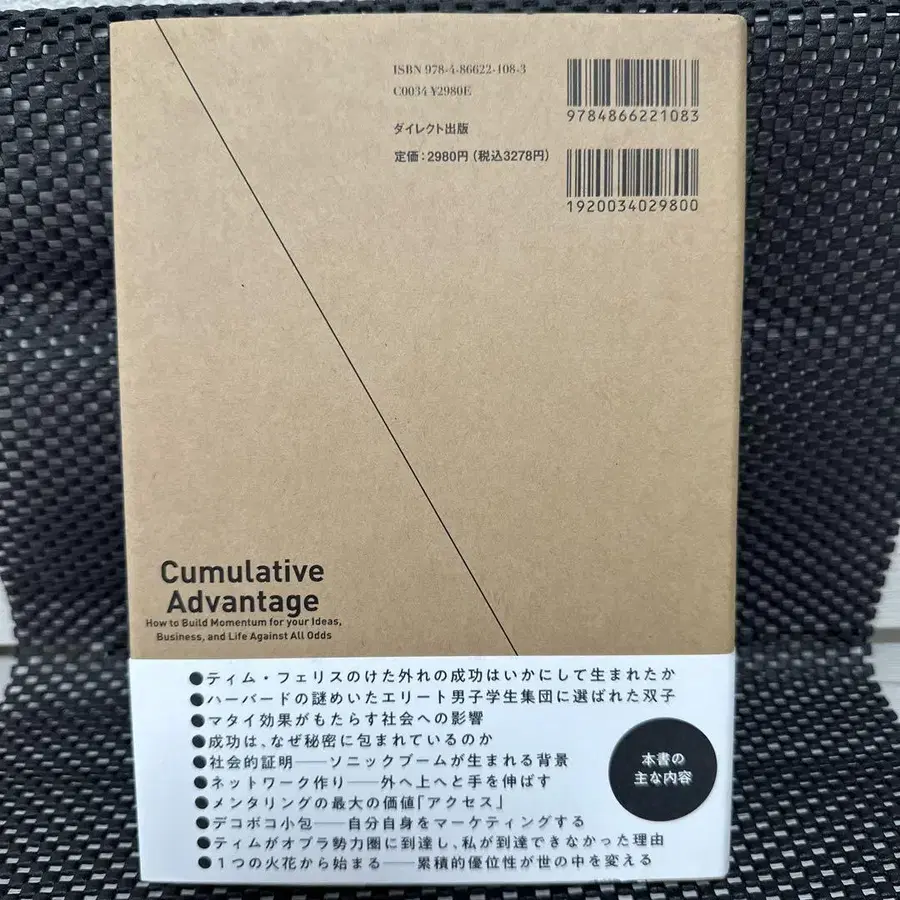 ISBN 978-4-86622-108-3
C0034 ¥2980E
ダイレクト出版
定価:2980円(税込3278円)
9784866221083
1920034029800
Cumulative
Advantage
How to Build Momentum for your Ideas,
Business, and Life Against All Odds
●ティム・フェリスのけた外れの成功はいかにして生まれたか
●ハーバードの謎めいたエリート男子学生集団に選ばれた双子
●マタイ効果がもたらす社会への影響
●成功は、なぜ秘密に包まれているのか
●社会的証明――ソニックブームが生まれる背景
●ネットワーク作り――外へ上へと手を伸ばす
●メンタリングの最大の価値「アクセス」
●デコボコ小包――自分自身をマーケティングする
●ティムがオプラ勢力圏に到達し、私が到達できなかった理由
●1つの火花から始まる――累積的優位性が世の中を変える
本書の
主な内容